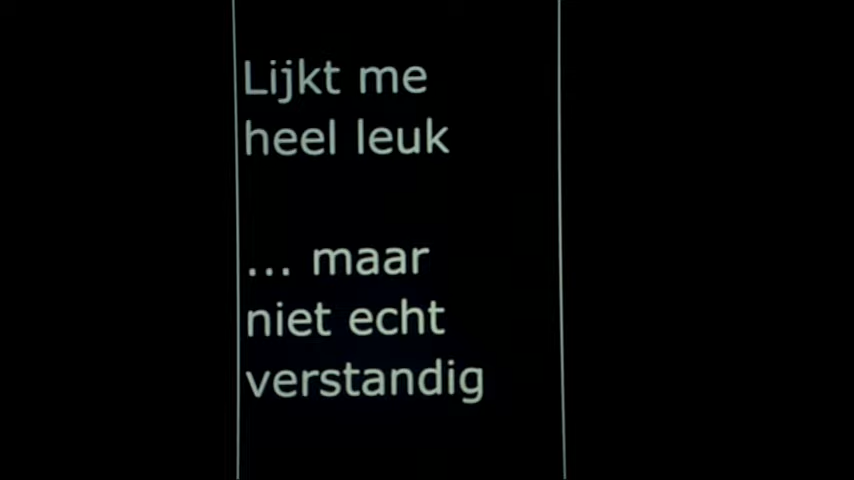 Lijkt me
heel leuk
... maar
niet echt
verstandig